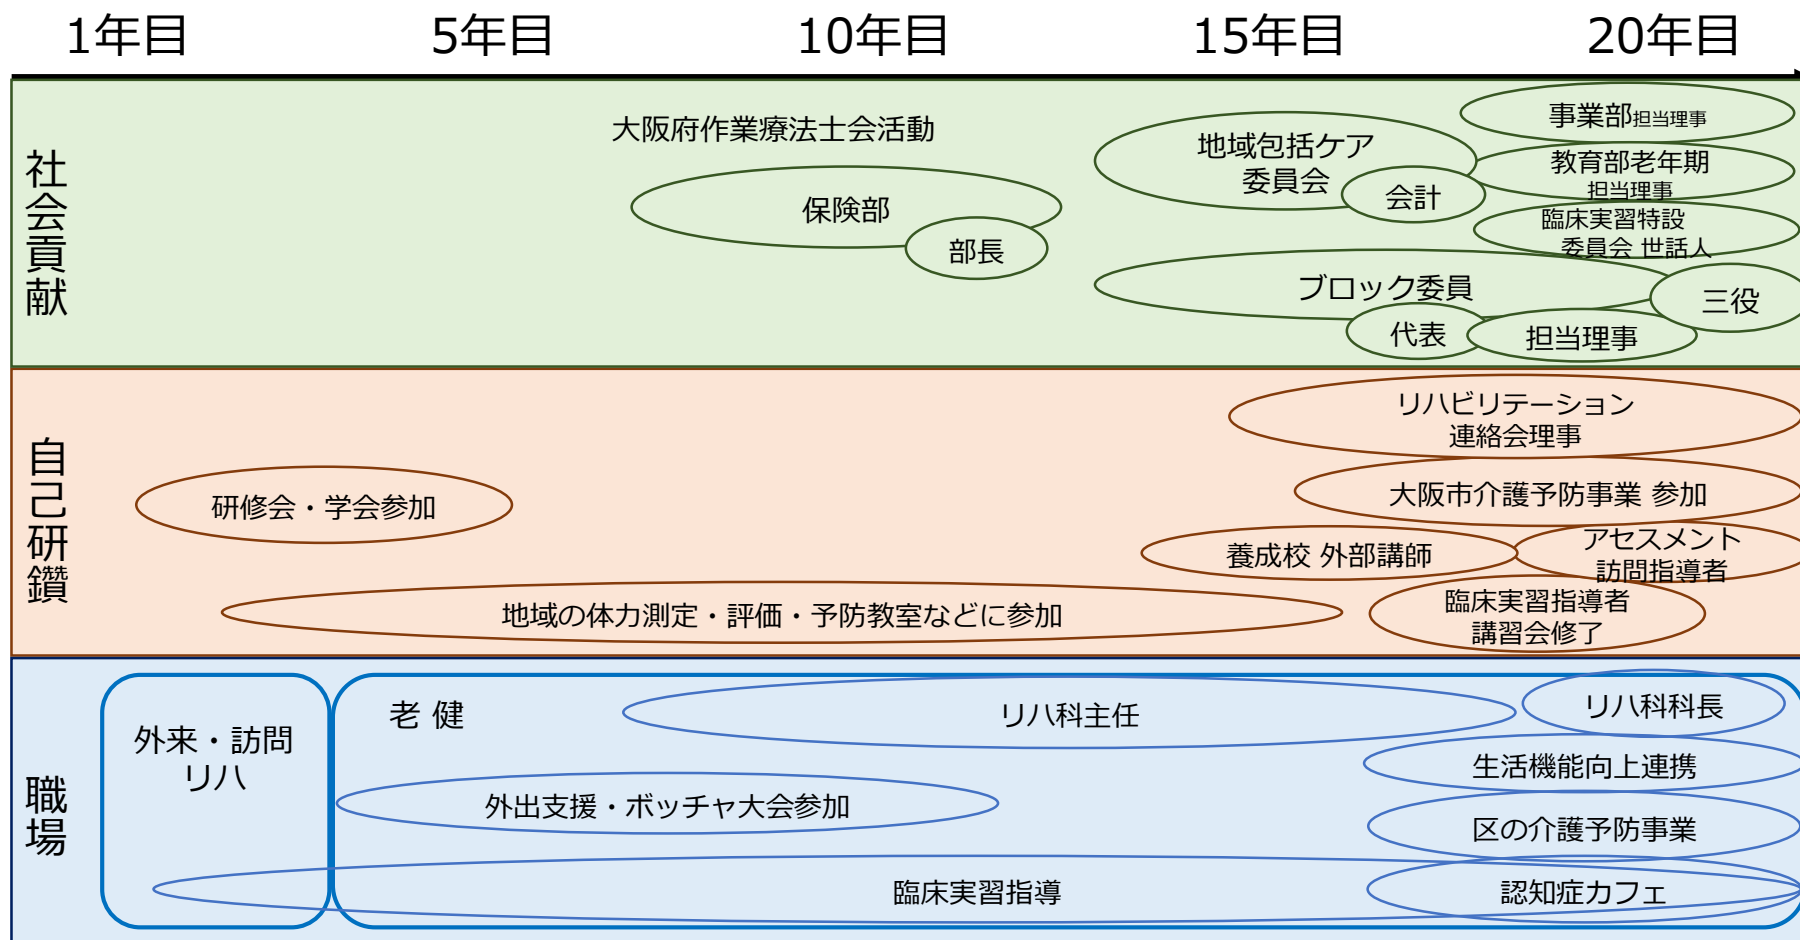 1年目
5年目
10年目
15年目
20年目
社会貢献
大阪府作業療法士会活動
保険部
部長
地域包括ケア
委員会
会計
事業部担当理事
教育部老年期
担当理事
臨床実習特設
委員会 世話人
ブロック委員
代表
担当理事
三役
自己研鑽
リハビリテーション
連絡会理事
研修会・学会参加
大阪市介護予防事業 参加
養成校 外部講師
アセスメント
訪問指導者
地域の体力測定・評価・予防教室などに参加
臨床実習指導者
講習会修了
職場
外来・訪問
リハ
老 健
リハ科主任
リハ科科長
生活機能向上連携
外出支援・ボッチャ大会参加
区の介護予防事業
臨床実習指導
認知症カフェ